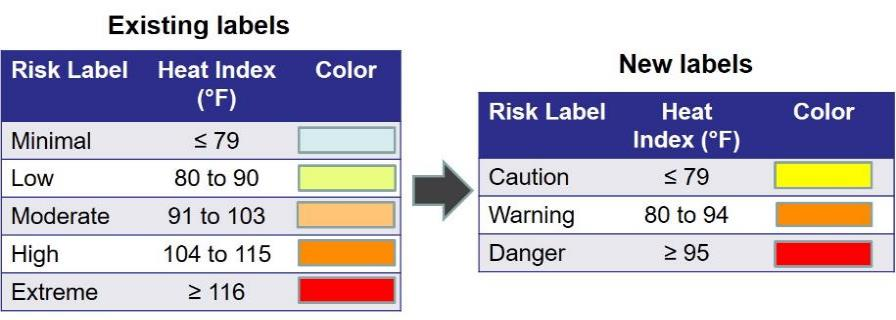 Existing labels
Risk Label Heat Index (°F) Color
Minimal ≤ 79
Low 80 to 90
Moderate 91 to 103
High 104 to 115
Extreme ≥ 116
New labels
Risk Label Heat Index (°F) Color
Caution ≤ 79
Warning 80 to 94
Danger ≥ 95